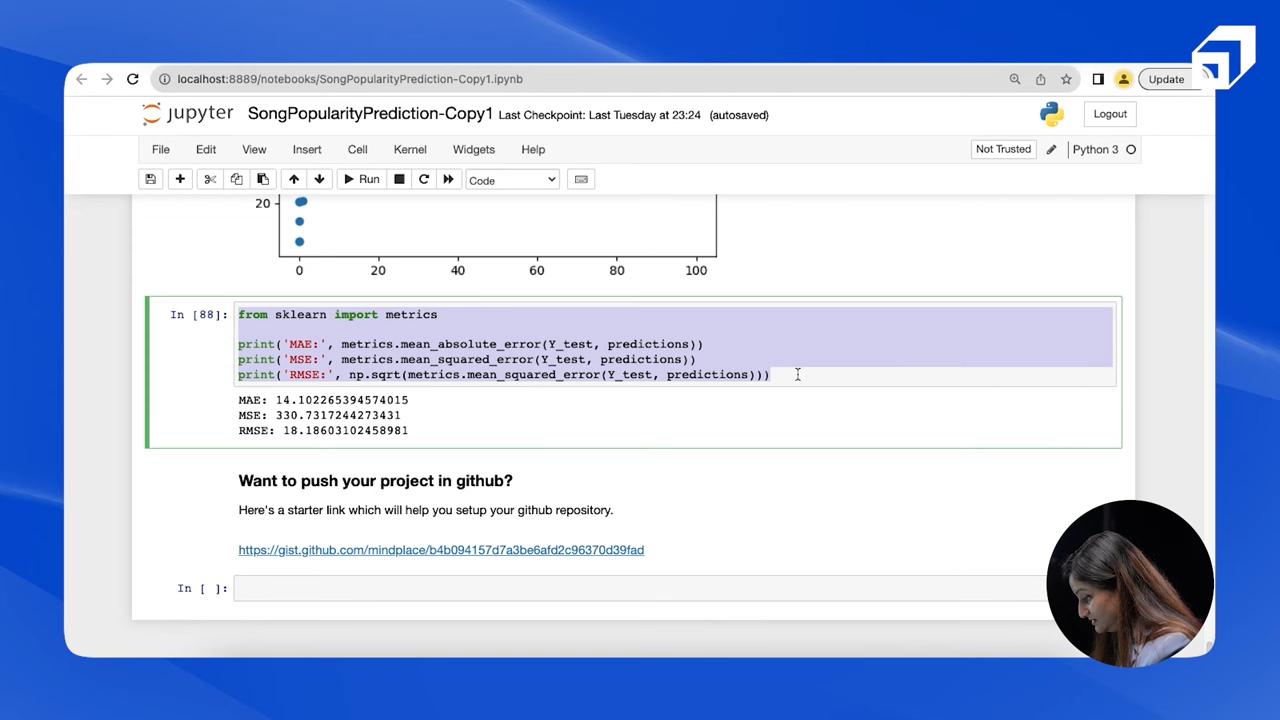 localhost:8889/notebooks/SongPopularityPrediction-Copy1.ipynb
Update
jupyter SongPopularityPrediction-Copy1 Last Checkpoint: Last Tuesday at 23:24 (autosaved)
Logout
File Edit View Insert Cell Kernel Widgets Help Not Trusted Python 3
Run Code
20
0 20 40 60 80 100
In [88]: from sklearn import metrics
print('MAE:', metrics.mean_absolute_error(Y_test, predictions))
print('MSE:', metrics.mean_squared_error(Y_test, predictions))
print('RMSE:', np.sqrt(metrics.mean_squared_error(Y_test, predictions)))
MAE: 14.102265394574015
MSE: 330.7317244273431
RMSE: 18.18603102458981
Want to push your project in github?
Here's a starter link which will help you setup your github repository.
https://gist.github.com/mindplace/b4b094157d7a3be6afd2c96370d39fad
In [ ]: